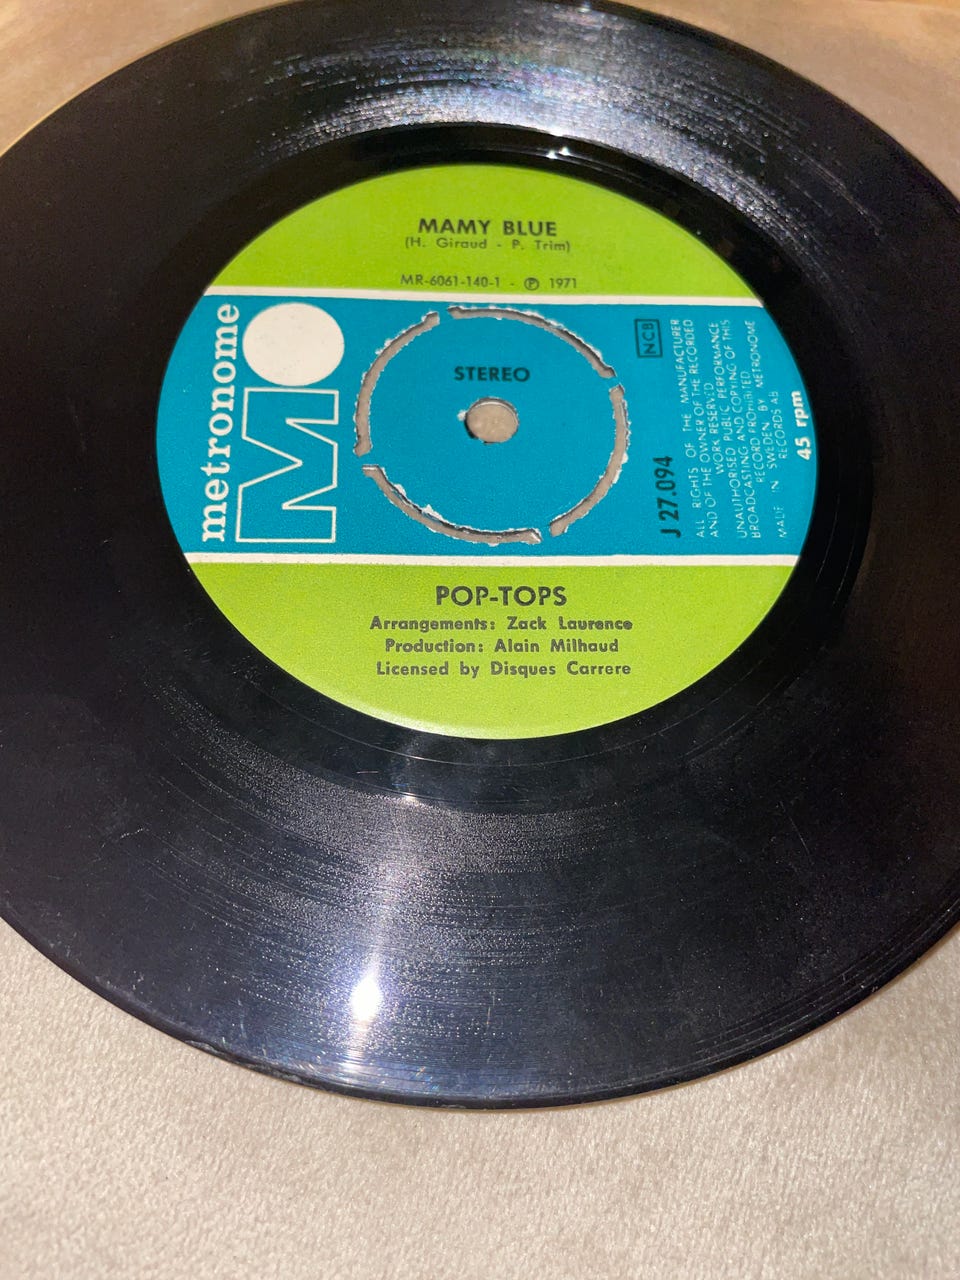 MAMY BLUE
(H. Giraud - P. Trim)
MR-6061-140-1 - Ⓟ 1971
metronome
M
STEREO
NCB
J 27.094
ALL RIGHTS OF THE MANUFACTURER
AND OF THE OWNER OF THE RECORDED
WORK RESERVED
UNAUTHORISED PUBLIC PERFORMANCE
BROADCASTING AND COPYING OF THIS
RECORD PROHIBITED
MADE IN SWEDEN BY METRONOME
RECORDS AB
45 rpm
POP-TOPS
Arrangements: Zack Laurence
Production: Alain Milhaud
Licensed by Disques Carrere